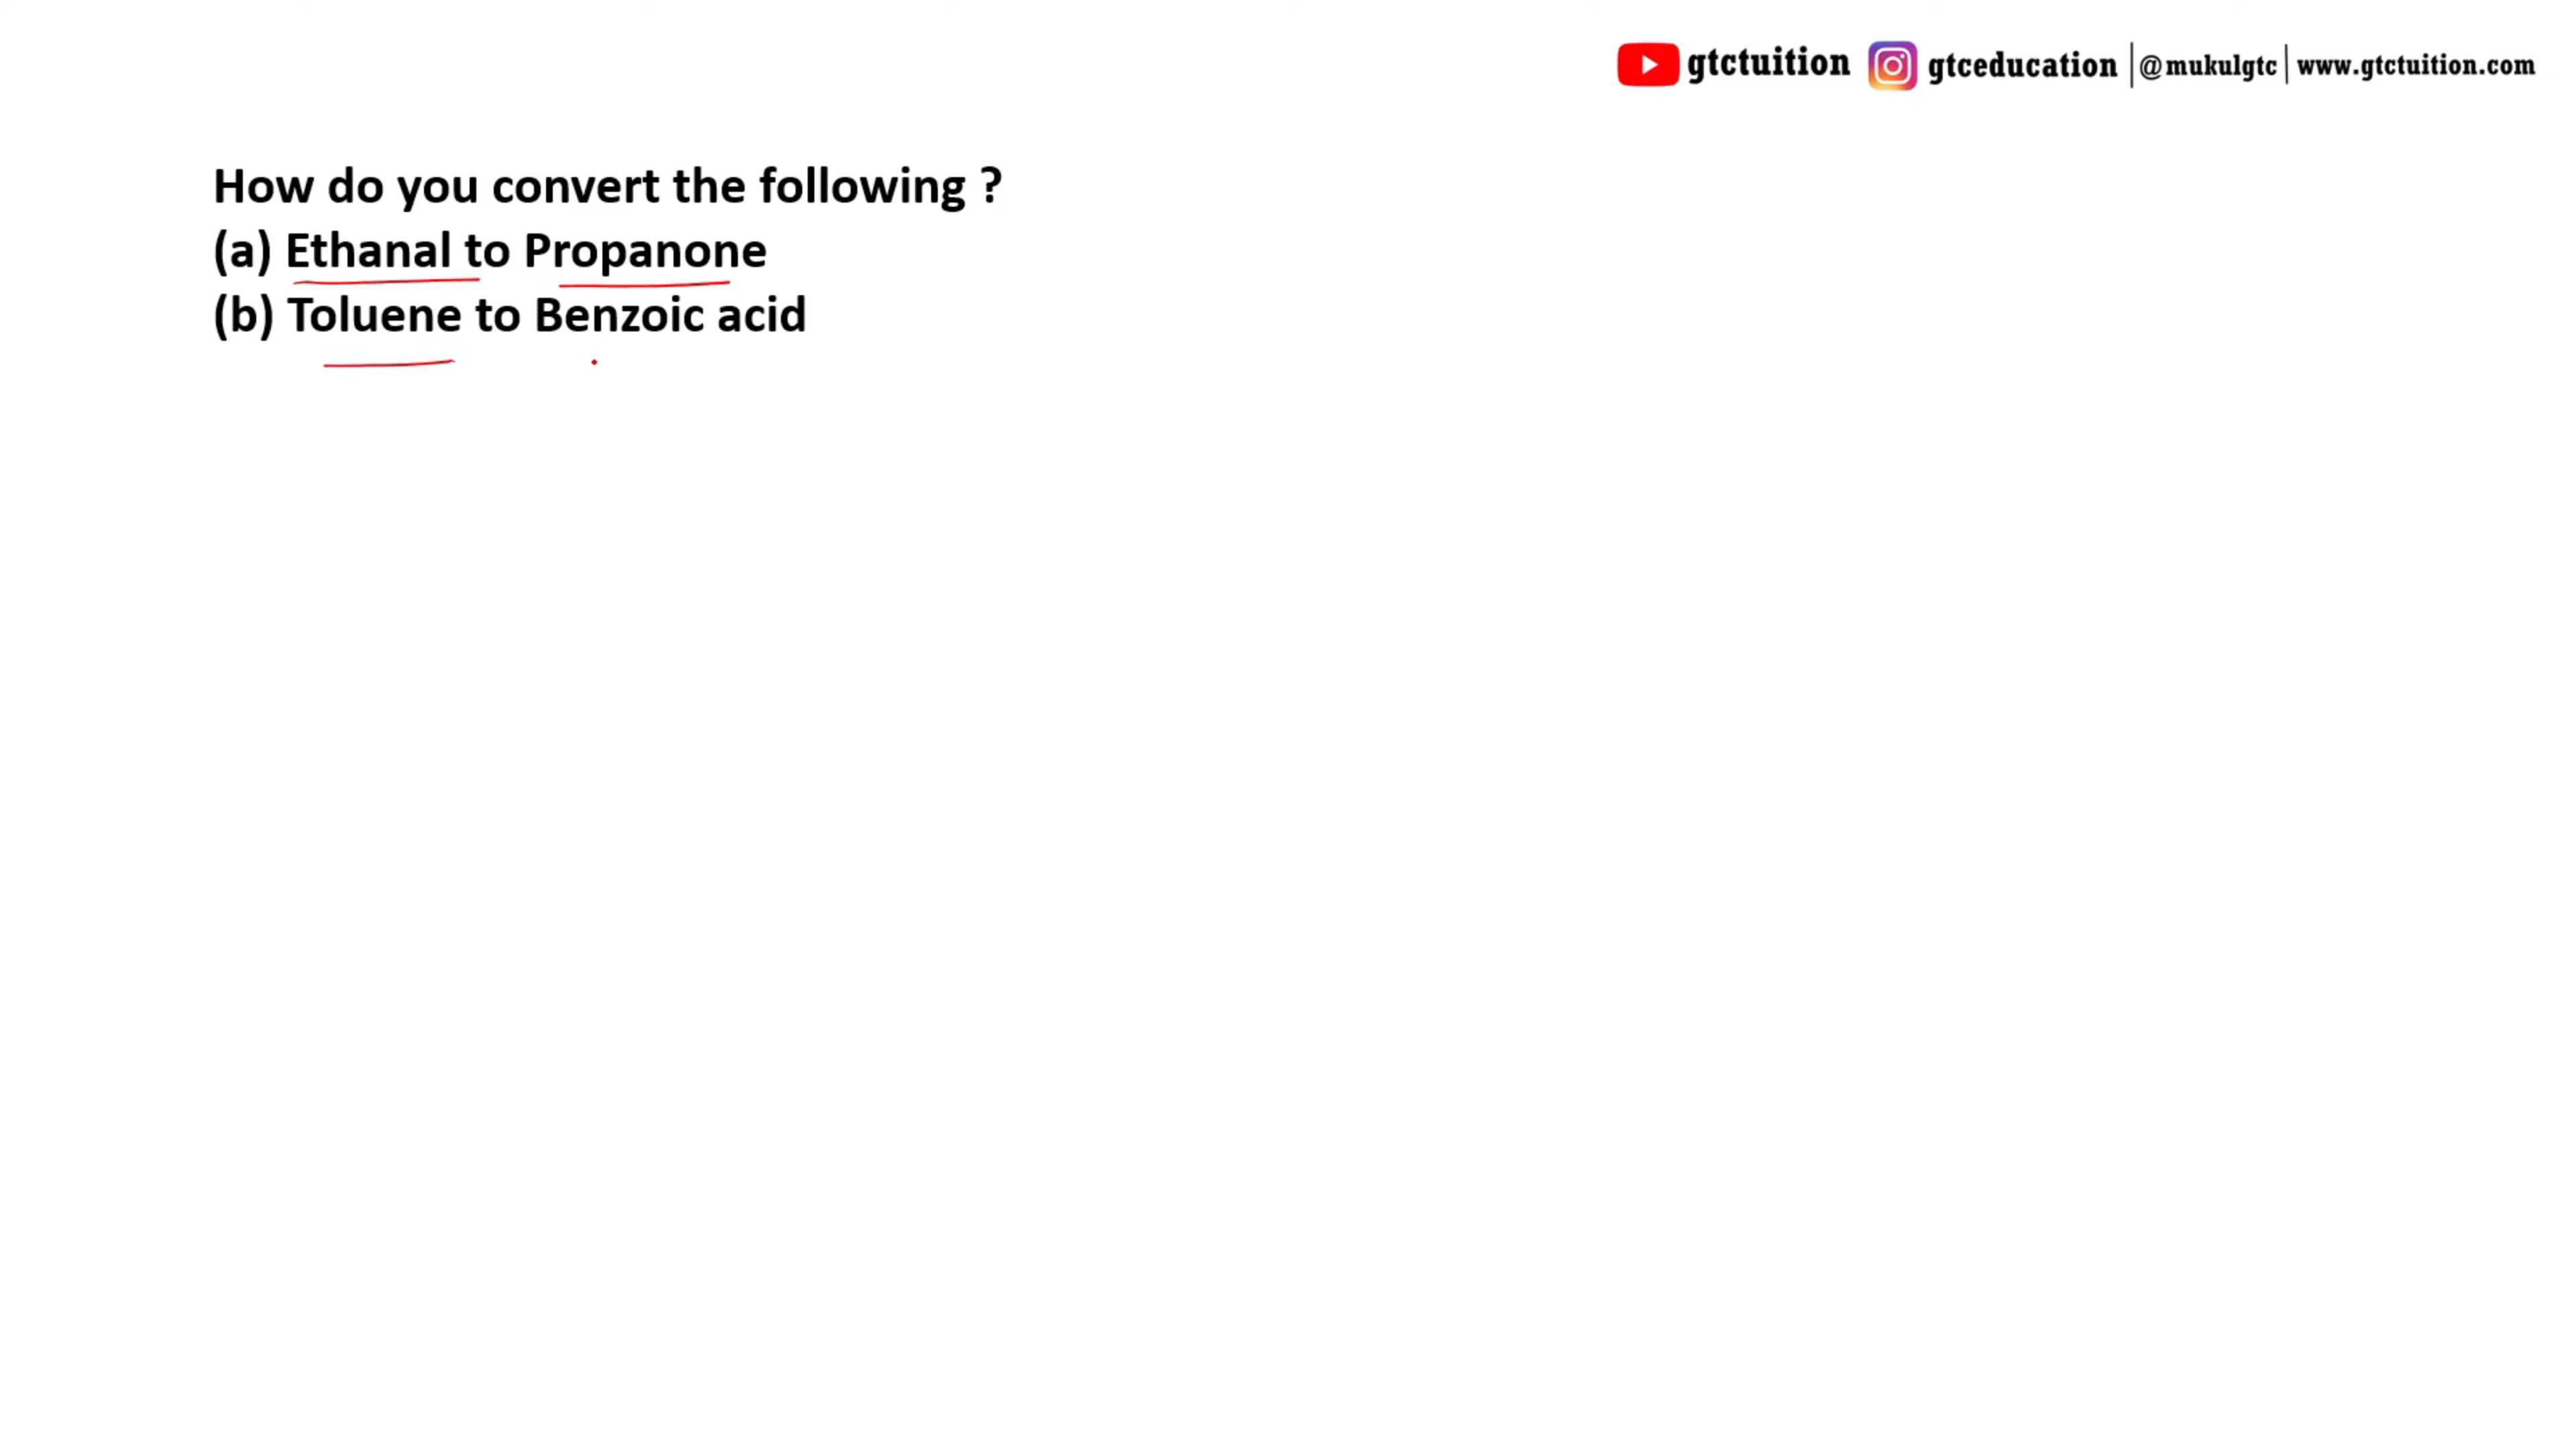 gtctuition gtceducation |@mukulgtc| www.gtctuition.com
How do you convert the following ?
(a) Ethanal to Propanone
(b) Toluene to Benzoic acid